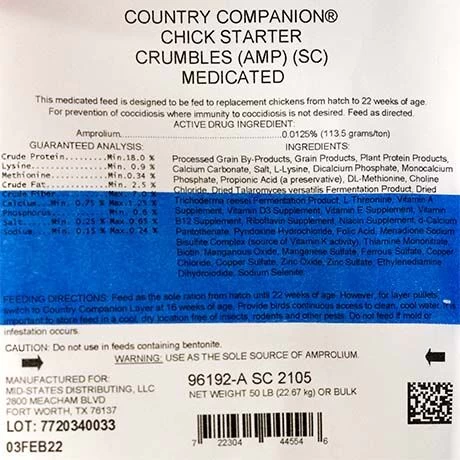 COUNTRY COMPANION®
CHICK STARTER
CRUMBLES (AMP) (SC)
MEDICATED
This medicated feed is designed to be fed to replacement chickens from hatch to 22 weeks of age.
For prevention of coccidiosis where immunity to coccidiosis is not desired. Feed as directed.
ACTIVE DRUG INGREDIENT:
Amprolium............................................0.0125% (113.5 grams/ton)
GUARANTEED ANALYSIS:
Crude Protein.....Min.18.0 %
Lysine............Min. 0.9 %
Methionine........Min.0.34 %
Crude Fat.........Min. 2.5 %
Crude Fiber.......Max.
Calcium...Min. 0.75 % Max.1.25 %
Phosphorus........Min. 0.6 %
Salt......Min.0.25 % Max.0.65 %
Sodium....Min.0.15 % Max.0.24 %
INGREDIENTS:
Processed Grain By-Products, Grain Products, Plant Protein Products,
Calcium Carbonate, Salt, L-Lysine, Dicalcium Phosphate, Monocalcium
Phosphate, Propionic Acid (a preservative), DL-Methionine, Choline
Chloride, Dried Talaromyces versatilis Fermentation Product, Dried
Trichoderma reesei Fermentation Product, L-Threonine, Vitamin A
Supplement, Vitamin D3 Supplement, Vitamin E Supplement, Vitamin
B12 Supplement, Riboflavin Supplement, Niacin Supplement, d-Calcium
Pantothenate, Pyridoxine Hydrochloride, Folic Acid, Menadione Sodium
Bisulfite Complex (source of Vitamin K activity), Thiamine Mononitrate,
Biotin, Manganous Oxide, Manganese Sulfate, Ferrous Sulfate, Copper
Chloride, Copper Sulfate, Zinc Oxide, Zinc Sulfate, Ethylenediamine
Dihydroiodide, Sodium Selenite.
FEEDING DIRECTIONS: Feed as the sole ration from hatch until 22 weeks of age. However, for layer pullets,
switch to Country Companion Layer at 16 weeks of age. Provide birds continuous access to clean, cool water. It is
important to store feed in a cool, dry location free of insects, rodents and other pests. Do not feed if mold or
infestation occurs.
CAUTION: Do not use in feeds containing bentonite.
WARNING: USE AS THE SOLE SOURCE OF AMPROLIUM.
MANUFACTURED FOR:
MID-STATES DISTRIBUTING, LLC
2800 MEACHAM BLVD
FORT WORTH, TX 76137
LOT: 7720340033
03FEB22
96192-A SC 2105
NET WEIGHT 50 LB (22.67 kg) OR BULK
7 22304 44554 6